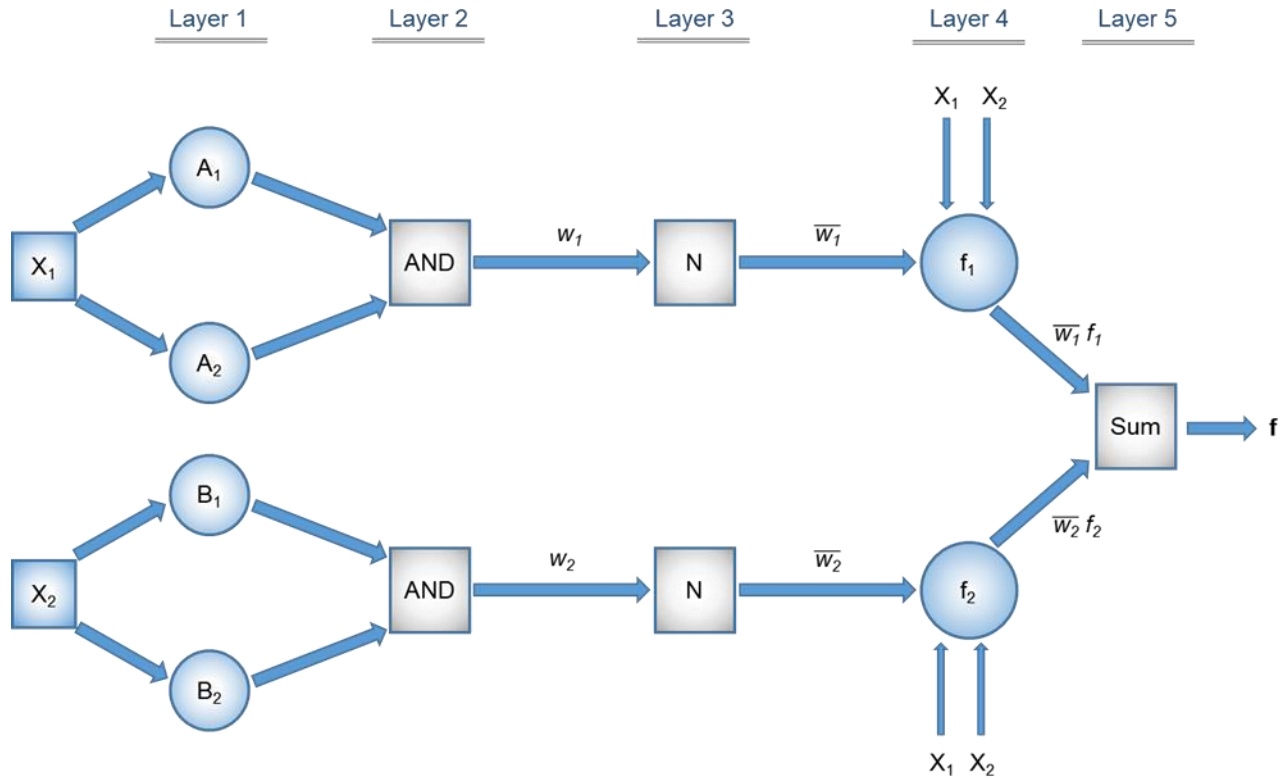 Layer 1 Layer 2 Layer 3 Layer 4 Layer 5
X₁ X₂
A₁
w₁ w̅₁
X₁ AND N f₁
w̅₁ f₁
A₂
Sum f
B₁
w̅₂ f₂
w₂ w̅₂
X₂ AND N f₂
B₂
X₁ X₂